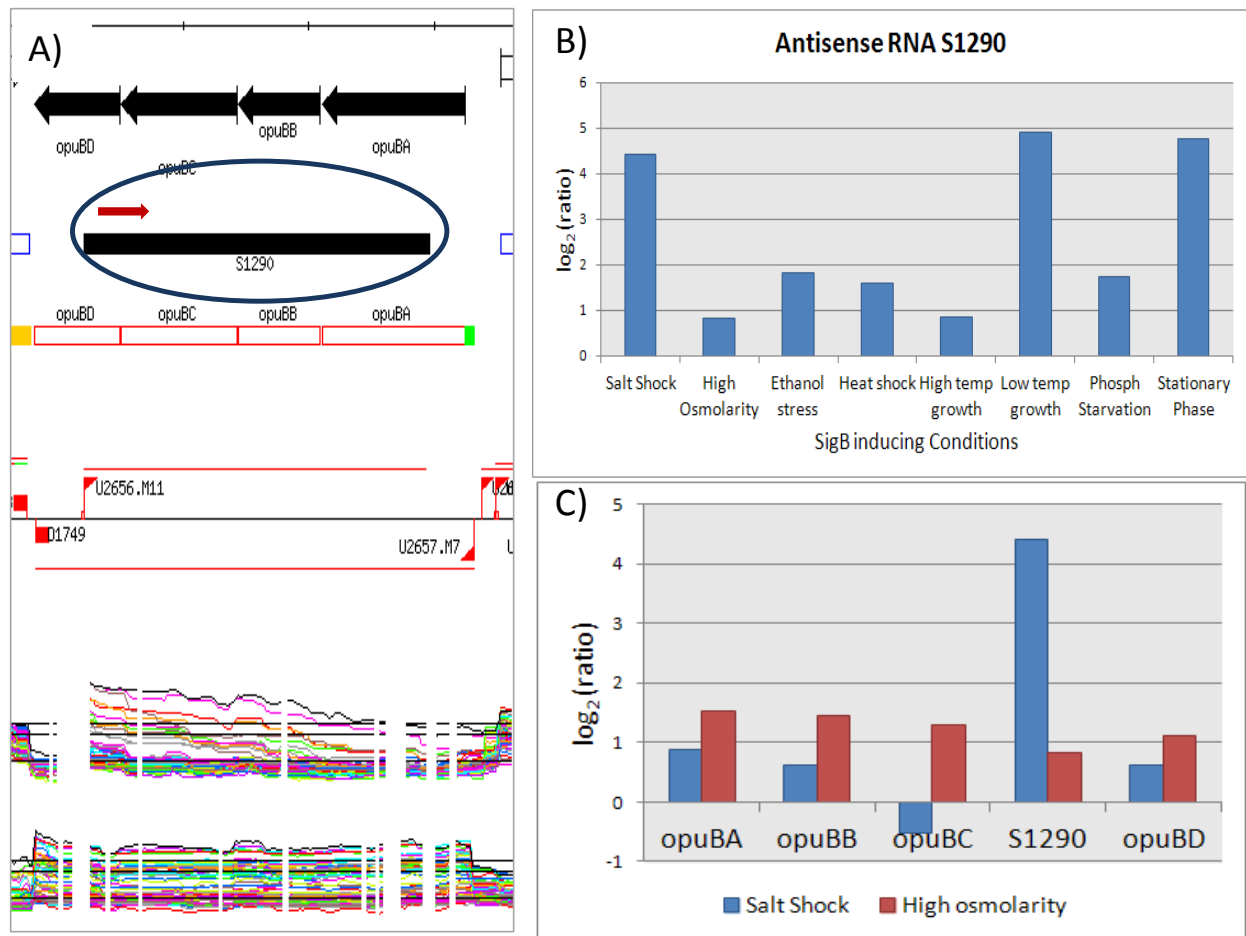 A)
opuBD
opuBC
opuBB
opuBA
S1290
opuBD
opuBC
opuBB
opuBA
U2656.M11
D1749
U2657.M7
B)
Antisense RNA S1290
log2(ratio)
6
5
4
3
2
1
0
Salt Shock
High Osmolarity
Ethanol stress
Heat shock
High temp growth
Low temp growth
Phosph Starvation
Stationary Phase
SigB inducing Conditions
C)
log2(ratio)
5
4
3
2
1
0
-1
opuBA
opuBB
opuBC
S1290
opuBD
Salt Shock
High osmolarity